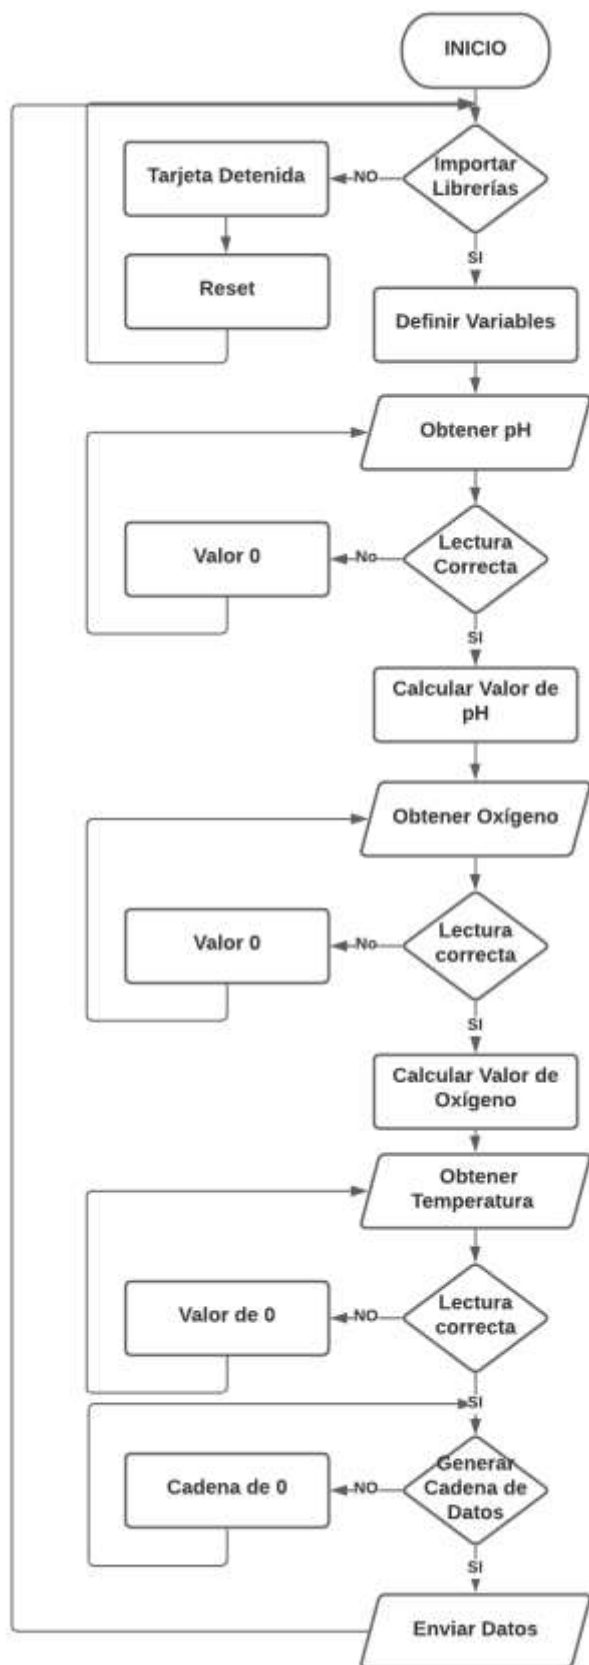 INICIO
Importar
Librerías
NO
Tarjeta Detenida
Reset
SI
Definir Variables
Obtener pH
Lectura
Correcta
No
Valor 0
SI
Calcular Valor de
pH
Obtener Oxígeno
Lectura
correcta
No
Valor 0
SI
Calcular Valor de
Oxígeno
Obtener
Temperatura
Lectura
correcta
NO
Valor de 0
SI
Generar
Cadena de
Datos
NO
Cadena de 0
SI
Enviar Datos